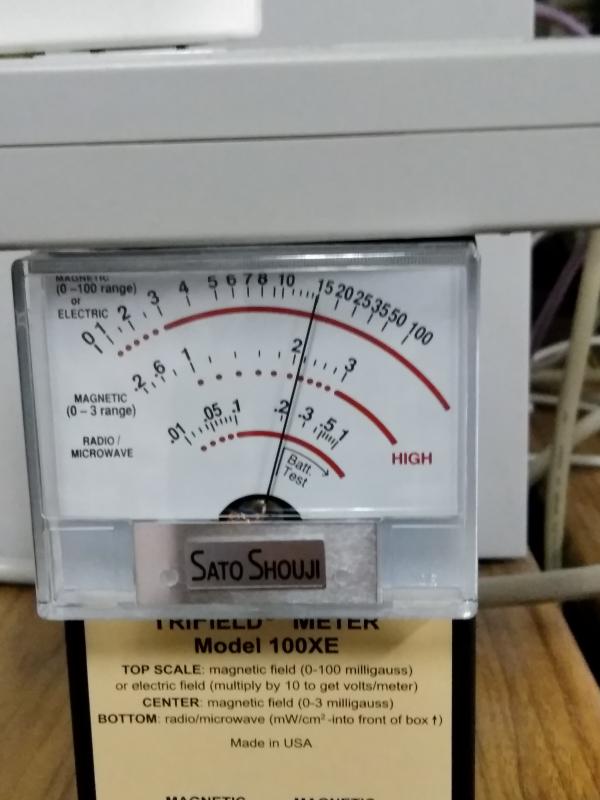 MAGNETIC
(0 –100 range)
or
ELECTRIC
0 1 2 3 4 5 6 7 8 10 15 20 25 35 50 100
.2 .6 1 2 3
MAGNETIC
(0 – 3 range)
.01 .05 .1 .2 .3 .5 1
RADIO /
MICROWAVE
HIGH
Batt.
Test
SATO SHOUJI
TRIFIELD® METER
Model 100XE
TOP SCALE: magnetic field (0-100 milligauss)
or electric field (multiply by 10 to get volts/meter)
CENTER: magnetic field (0-3 milligauss)
BOTTOM: radio/microwave (mW/cm²-into front of box ↑)
Made in USA
MAGNETIC MAGNETIC